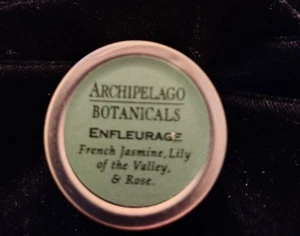 ARCHIPELAGO
BOTANICALS
ENFLEURAGE
French Jasmine, Lily
of the Valley,
& Rose.